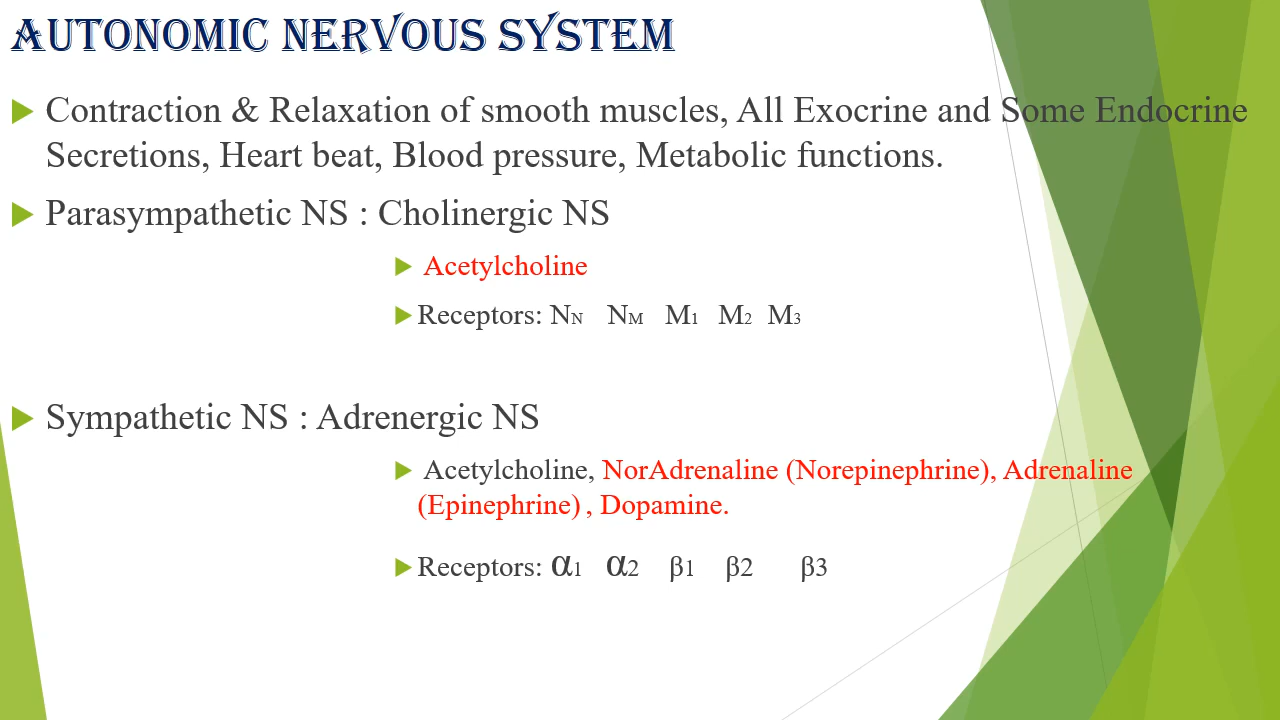 AUTONOMIC NERVOUS SYSTEM
Contraction & Relaxation of smooth muscles, All Exocrine and Some Endocrine
Secretions, Heart beat, Blood pressure, Metabolic functions.
Parasympathetic NS : Cholinergic NS
Acetylcholine
Receptors: NN NM M1 M2 M3
Sympathetic NS : Adrenergic NS
Acetylcholine, NorAdrenaline (Norepinephrine), Adrenaline
(Epinephrine) , Dopamine.
Receptors: α1 α2 β1 β2 β3